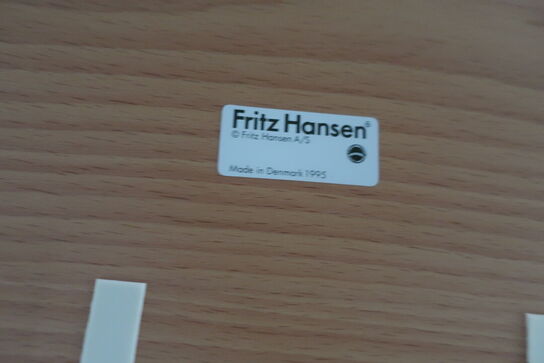 Fritz Hansen®
© Fritz Hansen A/S
Made in Denmark 1995